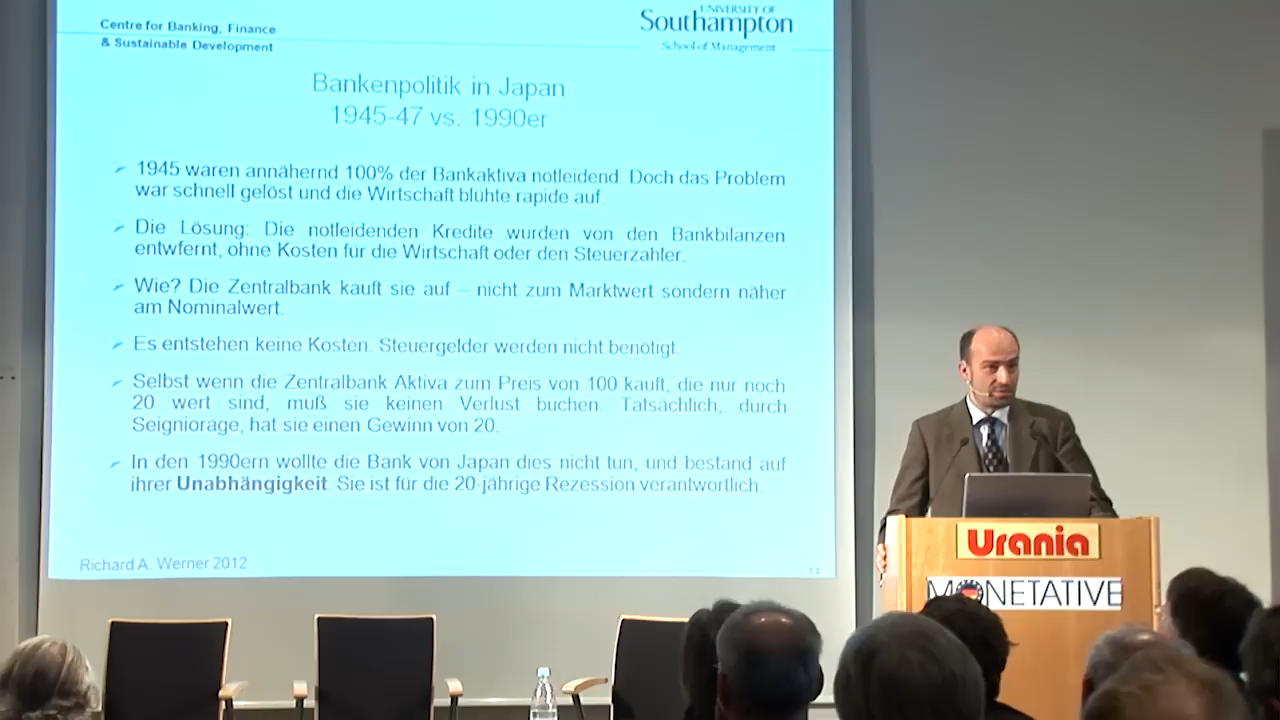 Centre for Banking, Finance
& Sustainable Development
UNIVERSITY OF
Southampton
School of Management
Bankenpolitik in Japan
1945-47 vs. 1990er
1945 waren annähernd 100% der Bankaktiva notleidend. Doch das Problem
war schnell gelöst und die Wirtschaft blühte rapide auf.
Die Lösung: Die notleidenden Kredite wurden von den Bankbilanzen
entwfernt, ohne Kosten für die Wirtschaft oder den Steuerzahler.
Wie? Die Zentralbank kauft sie auf – nicht zum Marktwert sondern näher
am Nominalwert.
Es entstehen keine Kosten. Steuergelder werden nicht benötigt.
Selbst wenn die Zentralbank Aktiva zum Preis von 100 kauft, die nur noch
20 wert sind, muß sie keinen Verlust buchen. Tatsächlich, durch
Seigniorage, hat sie einen Gewinn von 20.
In den 1990ern wollte die Bank von Japan dies nicht tun, und bestand auf
ihrer Unabhängigkeit. Sie ist für die 20-jährige Rezession verantwortlich.
Richard A. Werner 2012
Urania
MONETATIVE